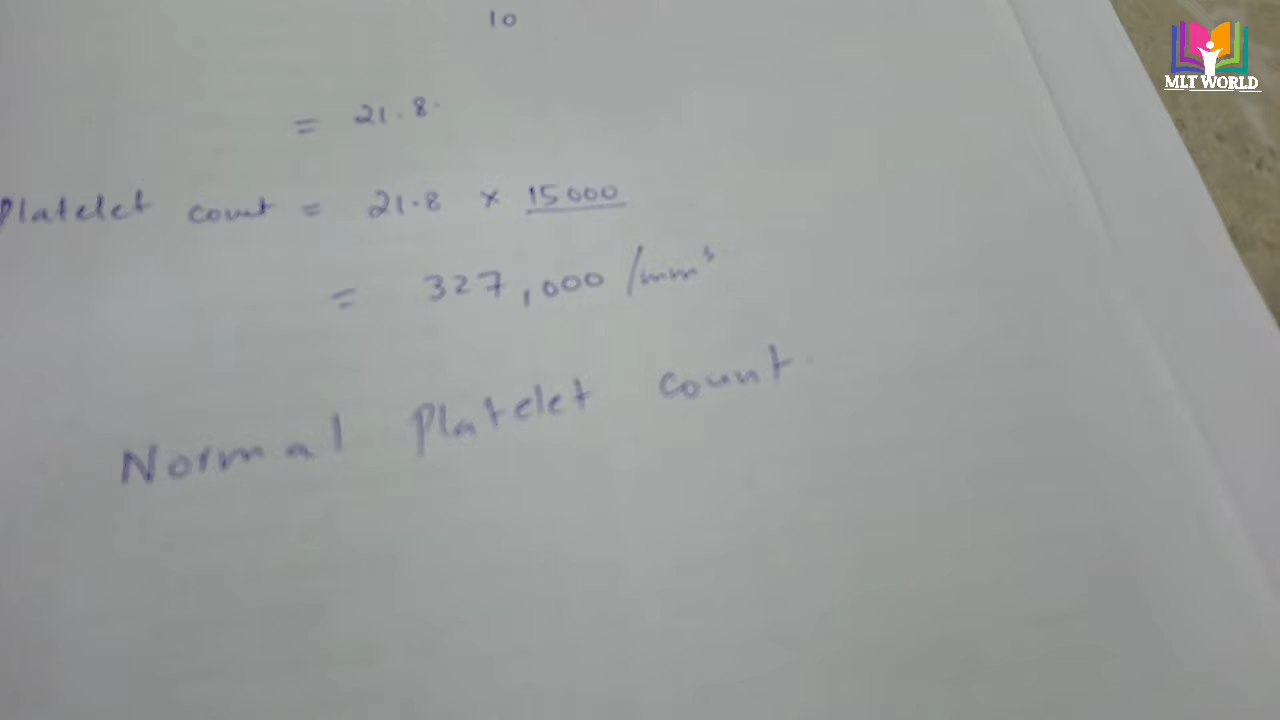 10
= 21.8.
Platelet count = 21.8 × 15000
= 327,000 /mm³
Normal Platelet count.
MLT WORLD